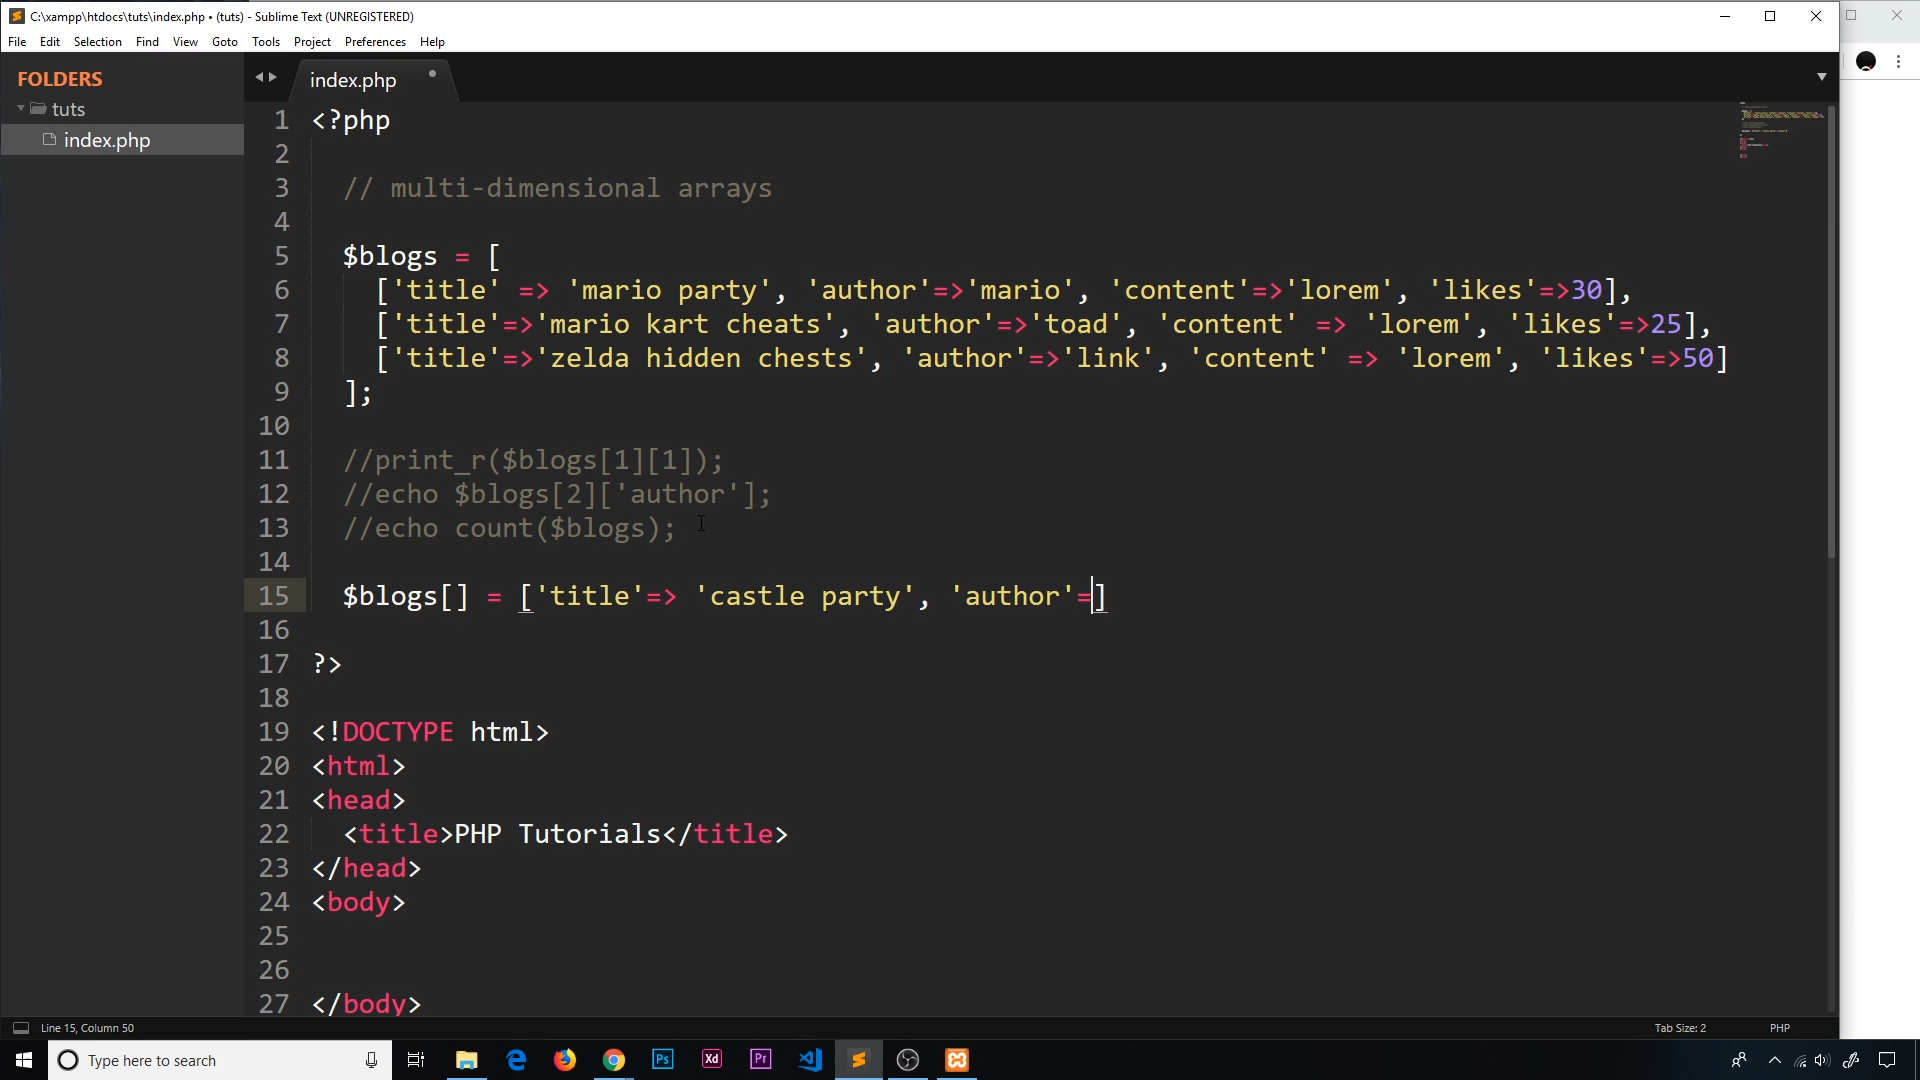 C:\xampp\htdocs\tuts\index.php • (tuts) - Sublime Text (UNREGISTERED)
File Edit Selection Find View Goto Tools Project Preferences Help
FOLDERS
tuts
index.php
index.php
1 <?php
2
3 // multi-dimensional arrays
4
5 $blogs = [
6 ['title' => 'mario party', 'author'=>'mario', 'content'=>'lorem', 'likes'=>30],
7 ['title'=>'mario kart cheats', 'author'=>'toad', 'content' => 'lorem', 'likes'=>25],
8 ['title'=>'zelda hidden chests', 'author'=>'link', 'content' => 'lorem', 'likes'=>50]
9 ];
10
11 //print_r($blogs[1][1]);
12 //echo $blogs[2]['author'];
13 //echo count($blogs);
14
15 $blogs[] = ['title'=> 'castle party', 'author'=]
16
17 ?>
18
19 <!DOCTYPE html>
20 <html>
21 <head>
22 <title>PHP Tutorials</title>
23 </head>
24 <body>
25
26
27 </body>
Line 15, Column 50 Tab Size: 2 PHP
Type here to search Ps Xd Pr